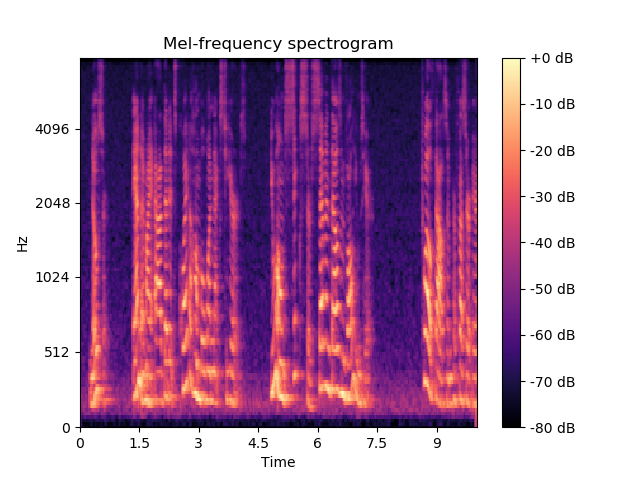 Mel-frequency spectrogram
+0 dB
4096
-10 dB
-20 dB
2048
-30 dB
Hz
-40 dB
1024
-50 dB
-60 dB
512
-70 dB
0
-80 dB
0 1.5 3 4.5 6 7.5 9
Time